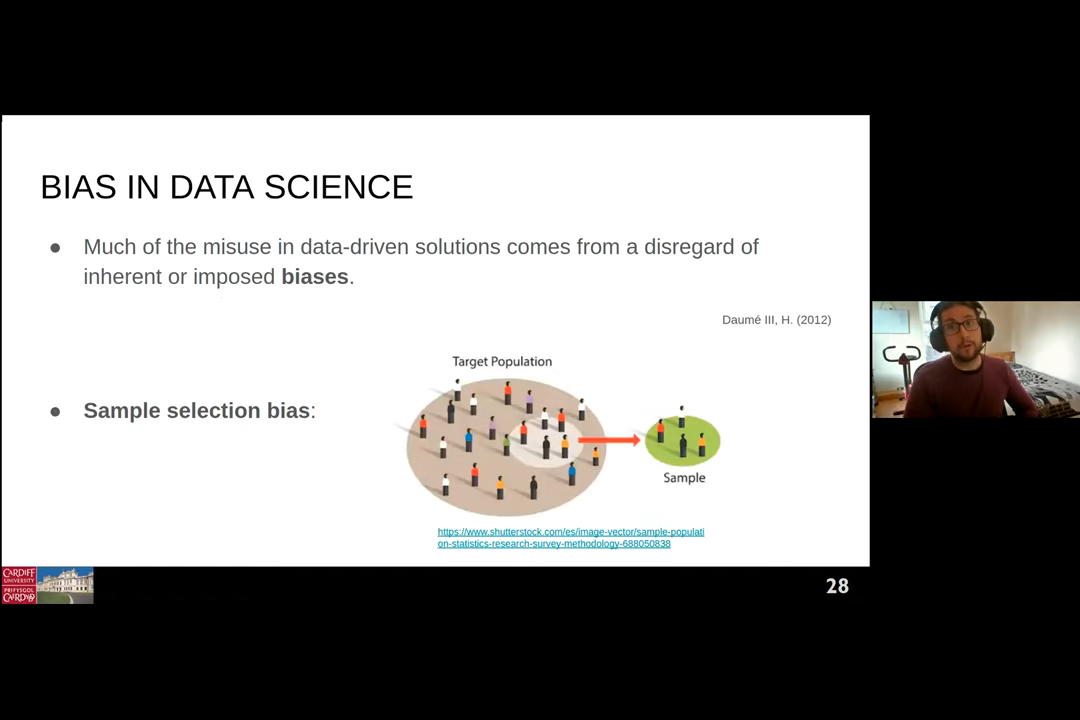 BIAS IN DATA SCIENCE
● Much of the misuse in data-driven solutions comes from a disregard of
inherent or imposed biases.
Daumé III, H. (2012)
Target Population
● Sample selection bias:
Sample
https://www.shutterstock.com/es/image-vector/sample-populati
on-statistics-research-survey-methodology-688050838
CARDIFF
UNIVERSITY
PRIFYSGOL
CAERDYDD
28